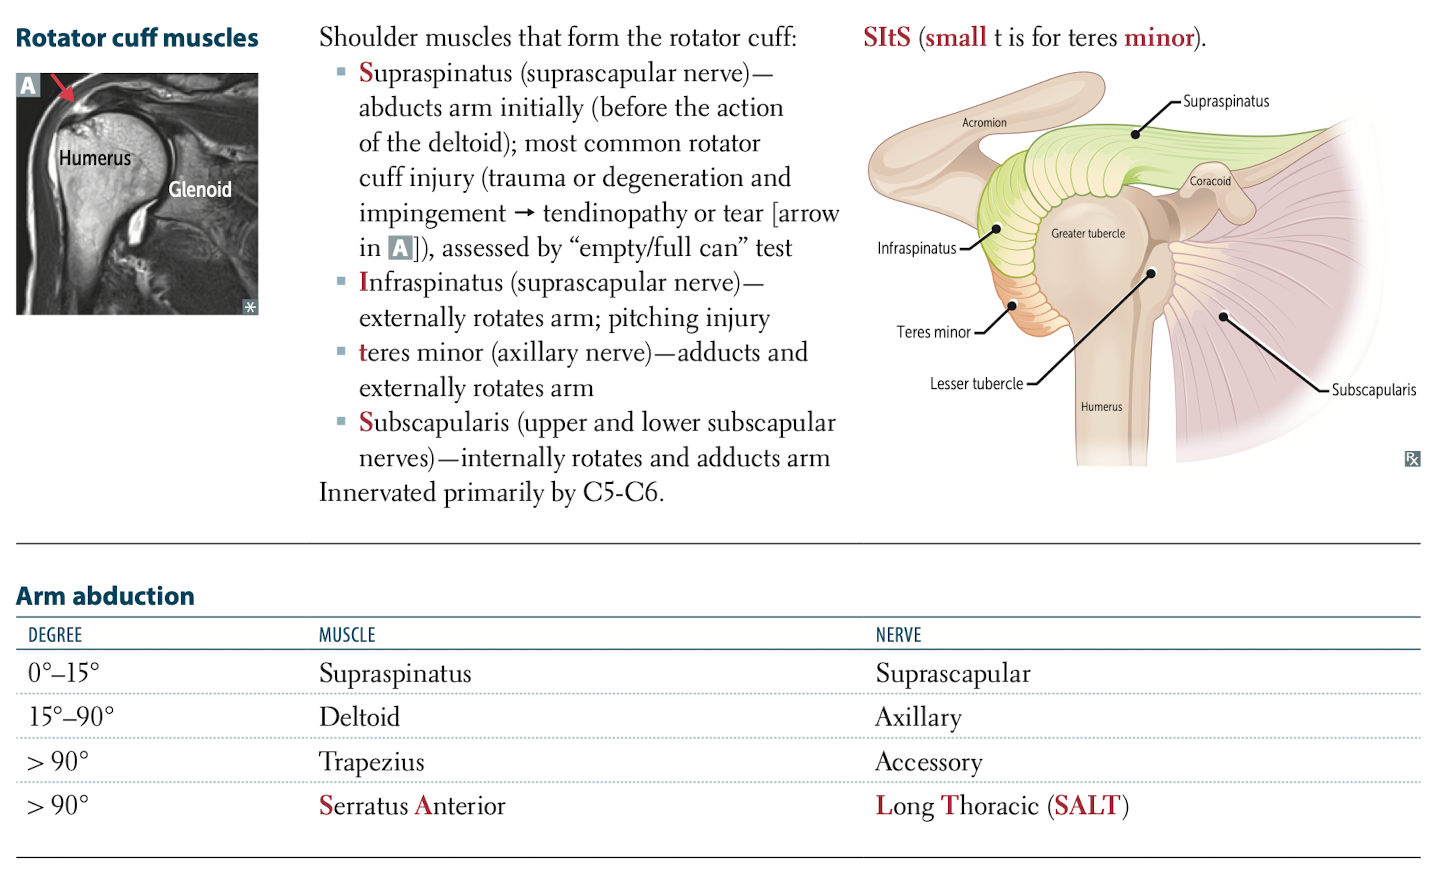 Rotator cuff muscles
A
Humerus
Glenoid
*
Shoulder muscles that form the rotator cuff:
▪ Supraspinatus (suprascapular nerve)—
abducts arm initially (before the action
of the deltoid); most common rotator
cuff injury (trauma or degeneration and
impingement → tendinopathy or tear [arrow
in A]), assessed by “empty/full can” test
▪ Infraspinatus (suprascapular nerve)—
externally rotates arm; pitching injury
▪ teres minor (axillary nerve)—adducts and
externally rotates arm
▪ Subscapularis (upper and lower subscapular
nerves)—internally rotates and adducts arm
Innervated primarily by C5-C6.
SItS (small t is for teres minor).
Supraspinatus
Acromion
Coracoid
Greater tubercle
Infraspinatus
Teres minor
Lesser tubercle
Subscapularis
Humerus
Rx
Arm abduction
DEGREE MUSCLE NERVE
0°–15° Supraspinatus Suprascapular
15°–90° Deltoid Axillary
> 90° Trapezius Accessory
> 90° Serratus Anterior Long Thoracic (SALT)